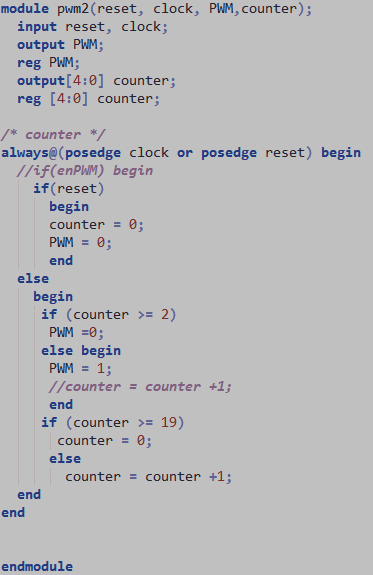 module pwm2(reset, clock, PWM,counter);
input reset, clock;
output PWM;
reg PWM;
output[4:0] counter;
reg [4:0] counter;
/* counter */
always@(posedge clock or posedge reset) begin
//if(enPWM) begin
if(reset)
begin
counter = 0;
PWM = 0;
end
else
begin
if (counter >= 2)
PWM =0;
else begin
PWM = 1;
//counter = counter +1;
end
if (counter >= 19)
counter = 0;
else
counter = counter +1;
end
end
endmodule